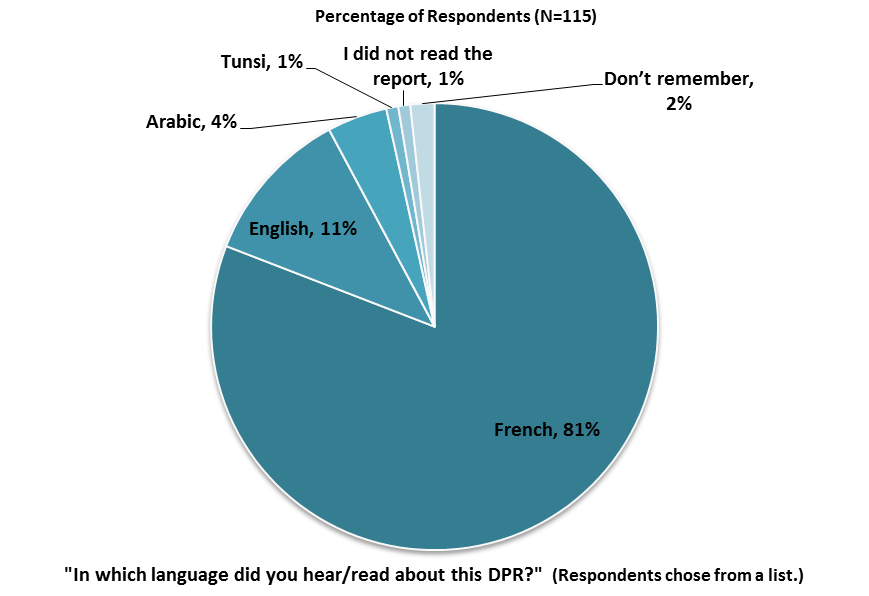 Percentage of Respondents (N=115)
I did not read the
report, 1%
Tunsi, 1%
Don’t remember,
2%
Arabic, 4%
English, 11%
French, 81%
"In which language did you hear/read about this DPR?" (Respondents chose from a list.)